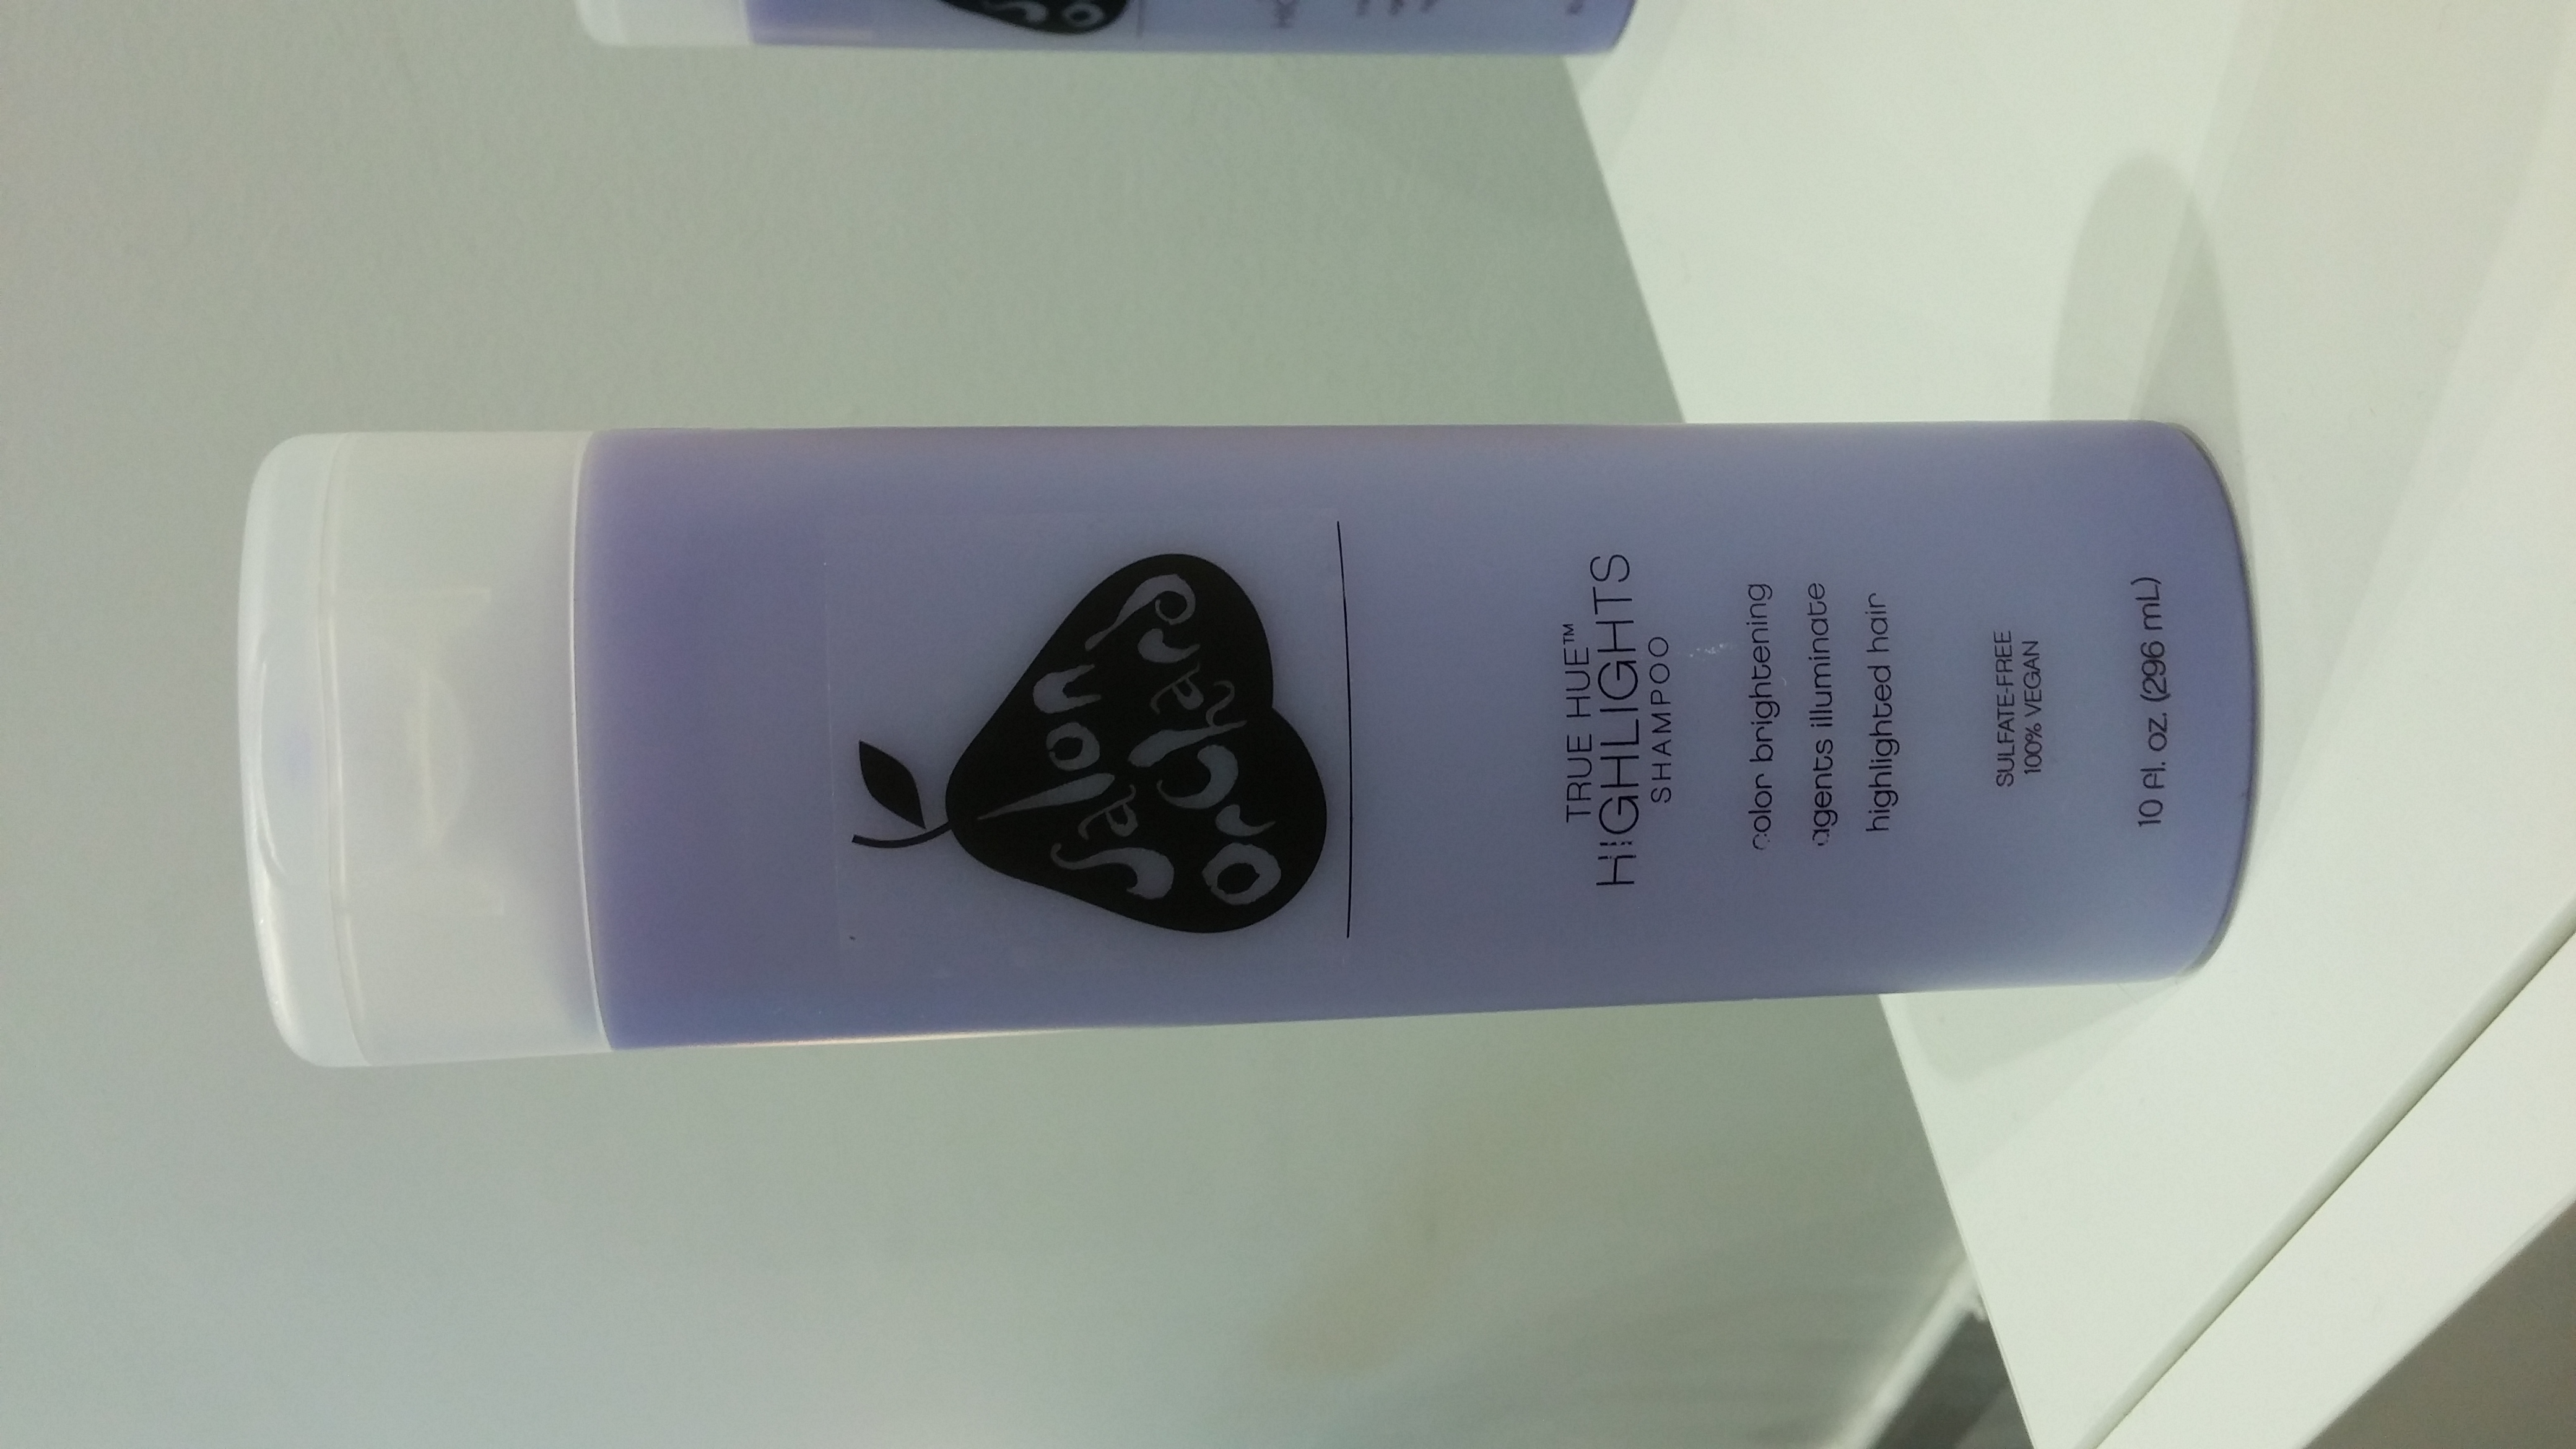 Salon
Orchard
TRUE HUE™
HIGHLIGHTS
SHAMPOO
color brightening
agents illuminate
highlighted hair
SULFATE-FREE
100% VEGAN
10 fl. oz. (296 mL)